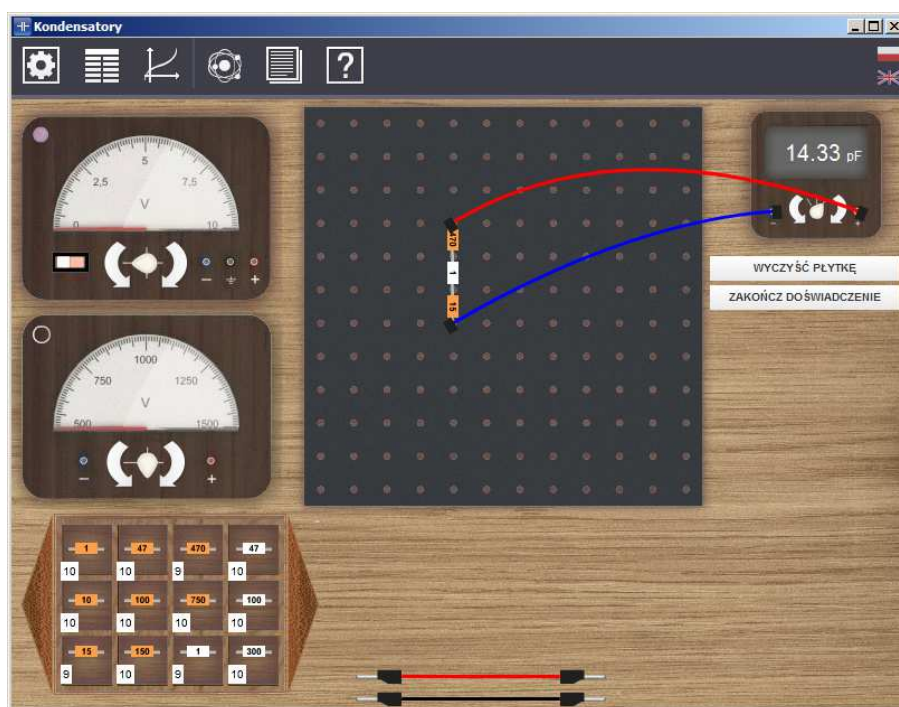 Kondensatory
?
5
2,5
7,5
V
0
10
14.33 pF
- +
470
1
15
WYCZYŚĆ PŁYTKĘ
ZAKOŃCZ DOŚWIADCZENIE
- +
1000
750
1250
V
500
1500
- +
1 47 470 47
10 10 9 10
10 100 750 100
10 10 10 10
15 150 1 300
9 10 9 10